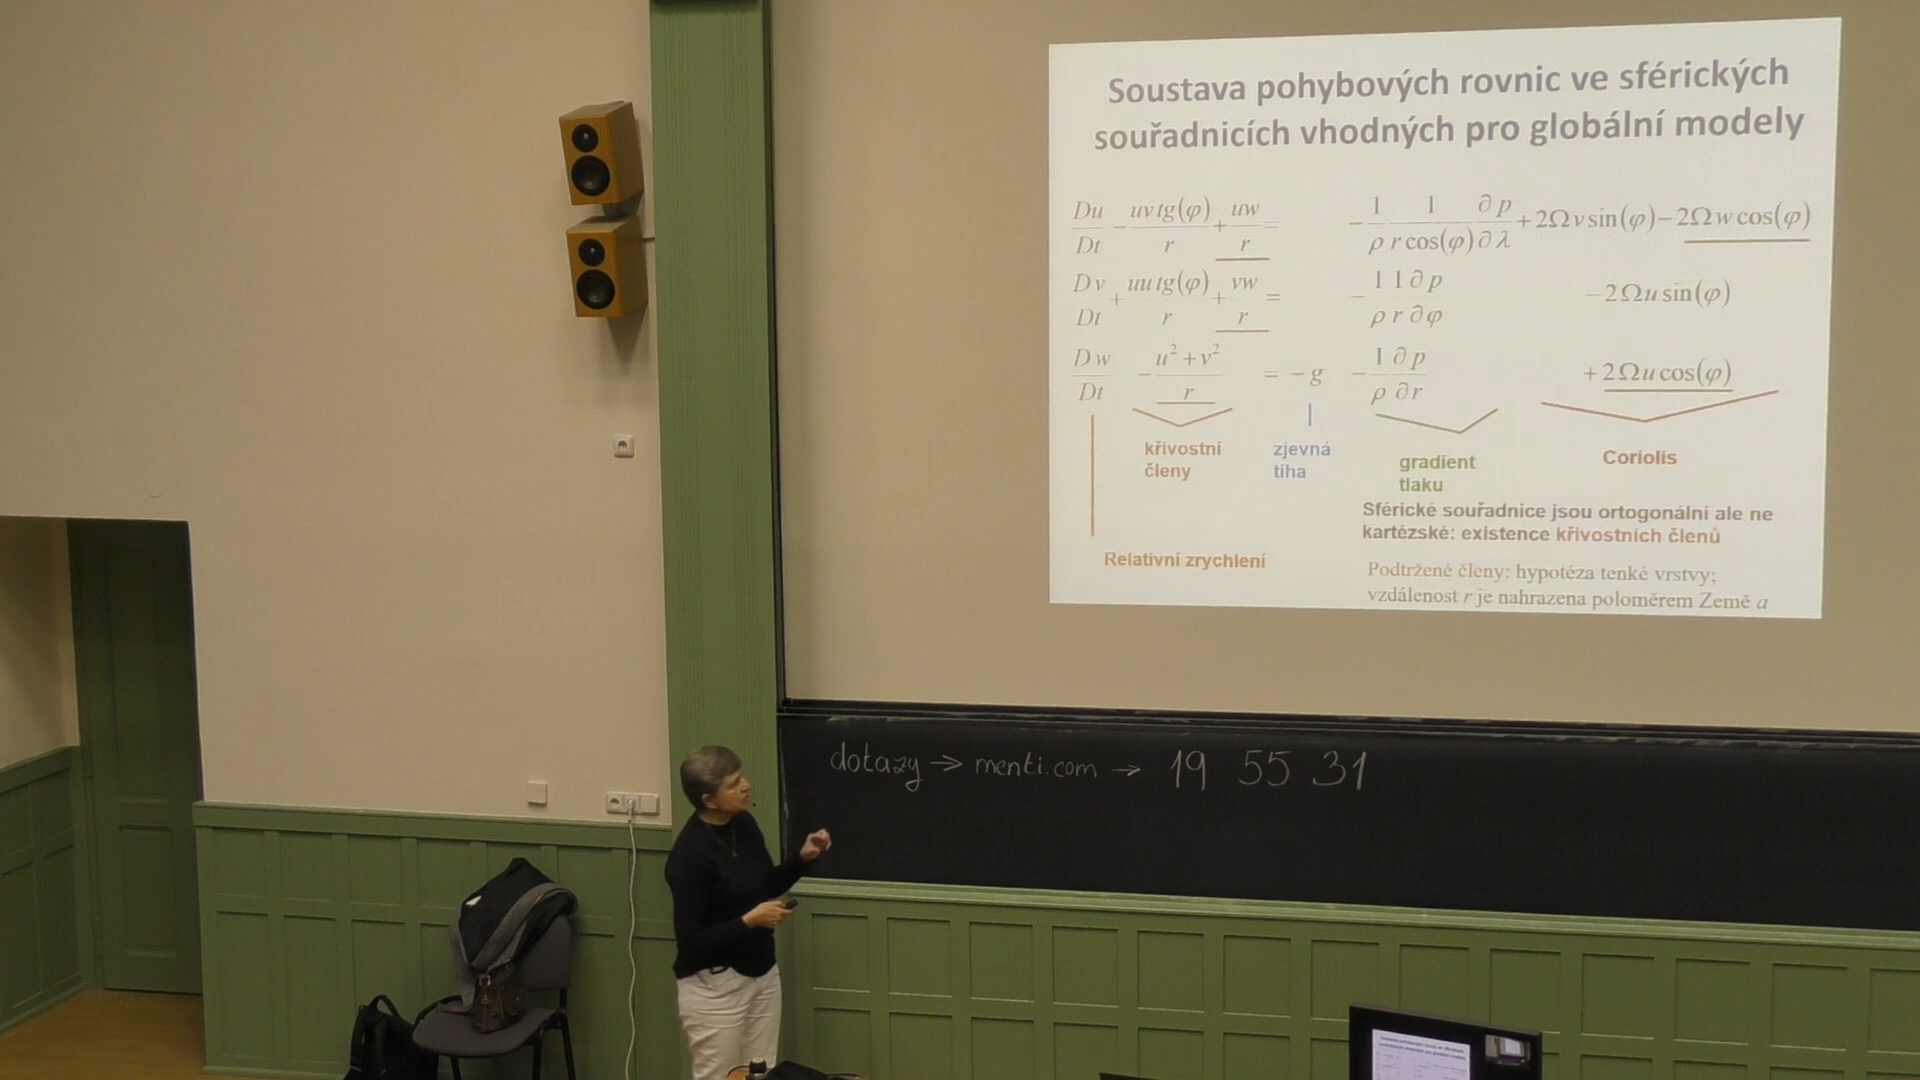 Soustava pohybových rovnic ve sférických
souřadnicích vhodných pro globální modely
Du/Dt − uv tg(φ)/r + uw/r = − 1/ρ 1/(r cos(φ)) ∂p/∂λ + 2Ωv sin(φ) − 2Ωw cos(φ)
Dv/Dt + uu tg(φ)/r + vw/r = − 1/ρ 1/r ∂p/∂φ − 2Ωu sin(φ)
Dw/Dt − (u² + v²)/r = − g − 1/ρ ∂p/∂r + 2Ωu cos(φ)
křivostní
členy
zjevná
tíha
gradient
tlaku
Coriolis
Relativní zrychlení
Sférické souřadnice jsou ortogonální ale ne
kartézské: existence křivostních členů
Podtržené členy: hypotéza tenké vrstvy;
vzdálenost r je nahrazena poloměrem Země a
dotazy → menti.com → 19 55 31